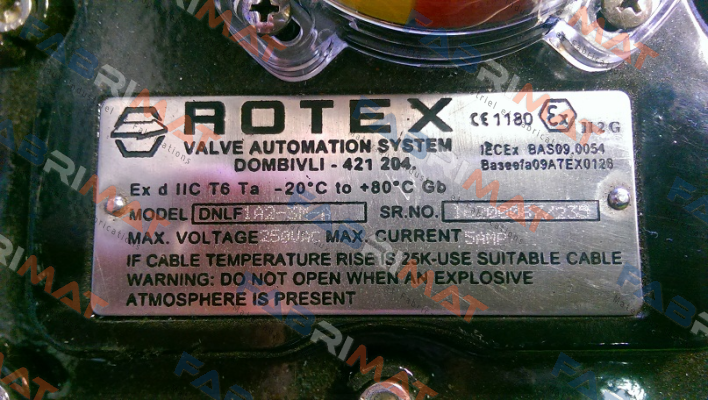 ROTEX
CE 1180 Ex II 2 G
VALVE AUTOMATION SYSTEM
IECEx BAS09.0054
DOMBIVLI - 421 204.
Baseefa09ATEX0126
Ex d IIC T6 Ta -20°C to +80°C Gb
MODEL SR.NO.
MAX. VOLTAGE 250VAC MAX. CURRENT 5AMP
IF CABLE TEMPERATURE RISE IS 25K-USE SUITABLE CABLE
WARNING: DO NOT OPEN WHEN AN EXPLOSIVE
ATMOSPHERE IS PRESENT
FABRIMAT